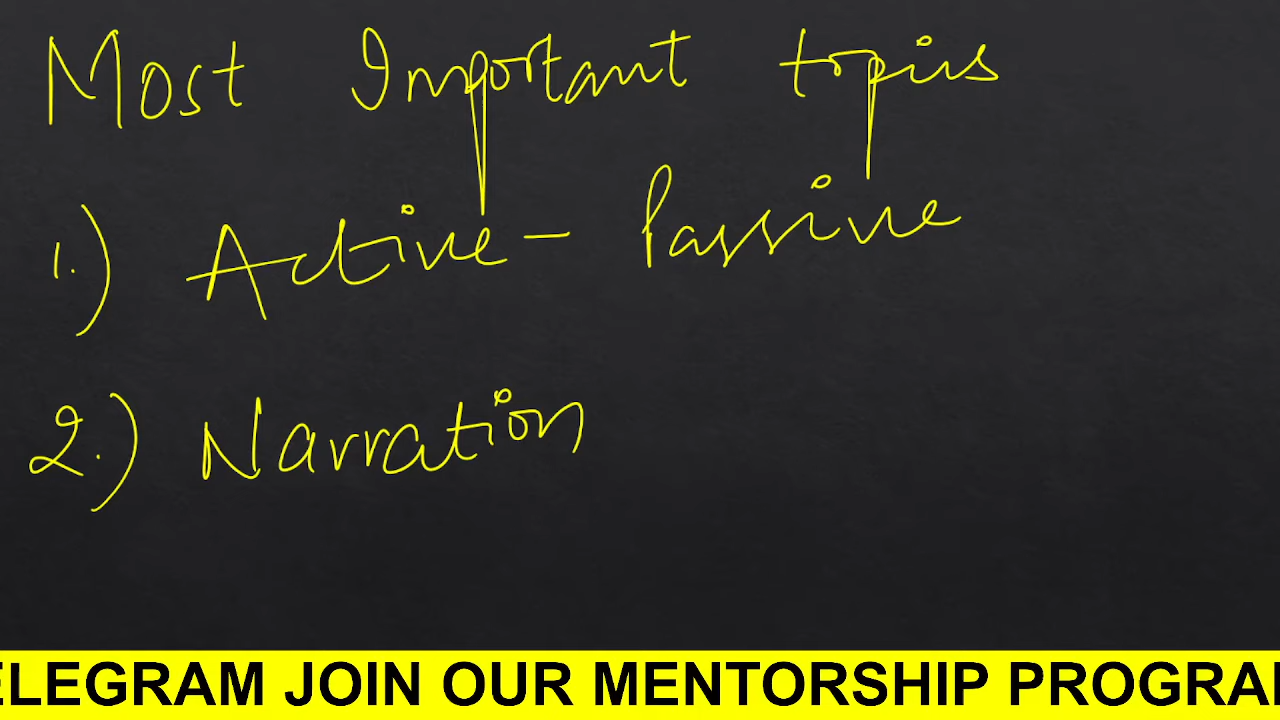 Most Important topics
1.) Active - Passive
2.) Narration
ELEGRAM JOIN OUR MENTORSHIP PROGRA